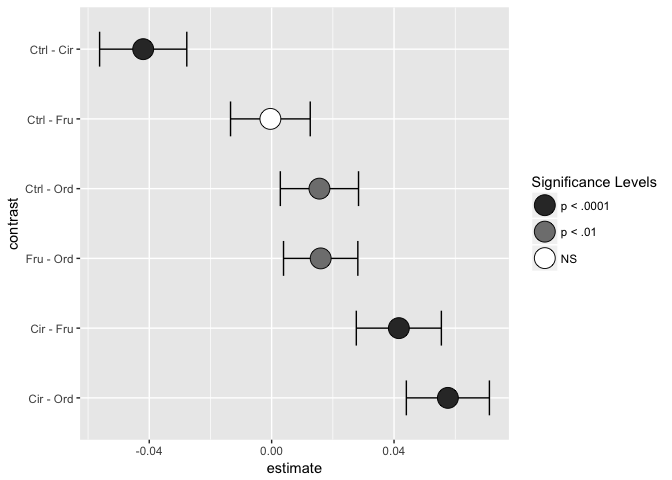 Ctrl - Cir
Ctrl - Fru
Ctrl - Ord
Fru - Ord
Cir - Fru
Cir - Ord
contrast
-0.04
0.00
0.04
estimate
Significance Levels
p < .0001
p < .01
NS